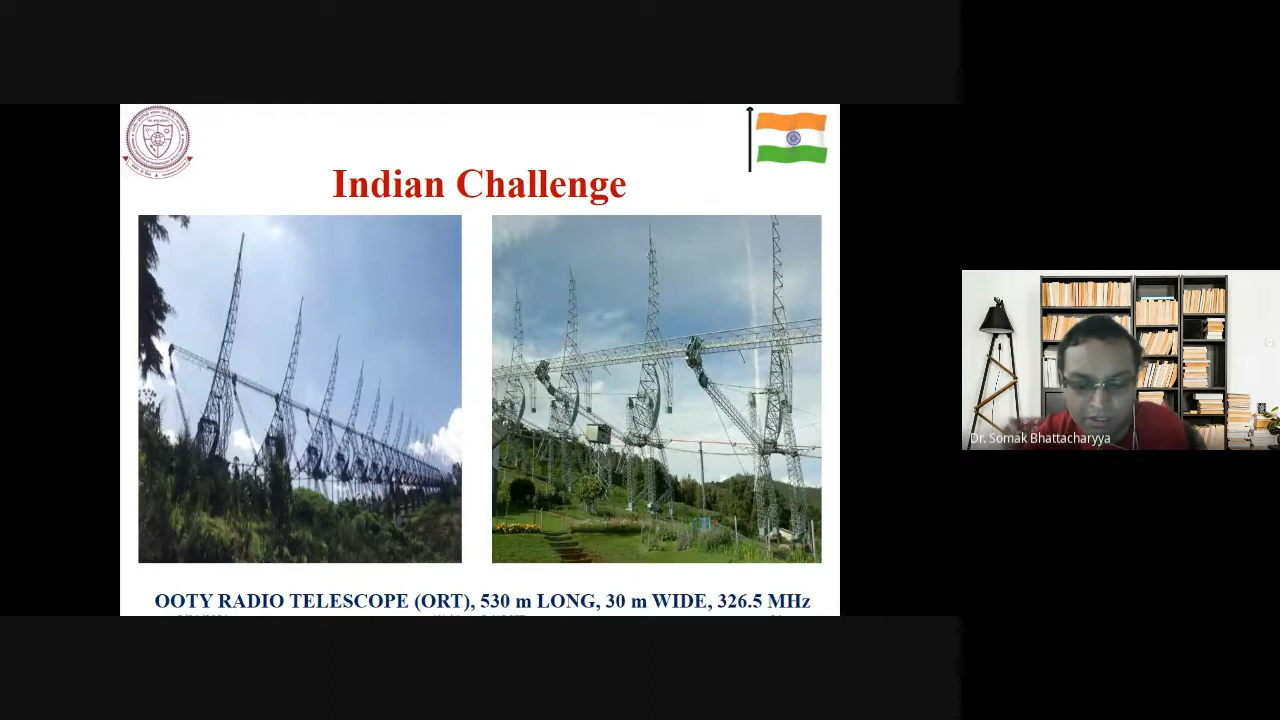 Indian Challenge
OOTY RADIO TELESCOPE (ORT), 530 m LONG, 30 m WIDE, 326.5 MHz
Dr. Somak Bhattacharyya